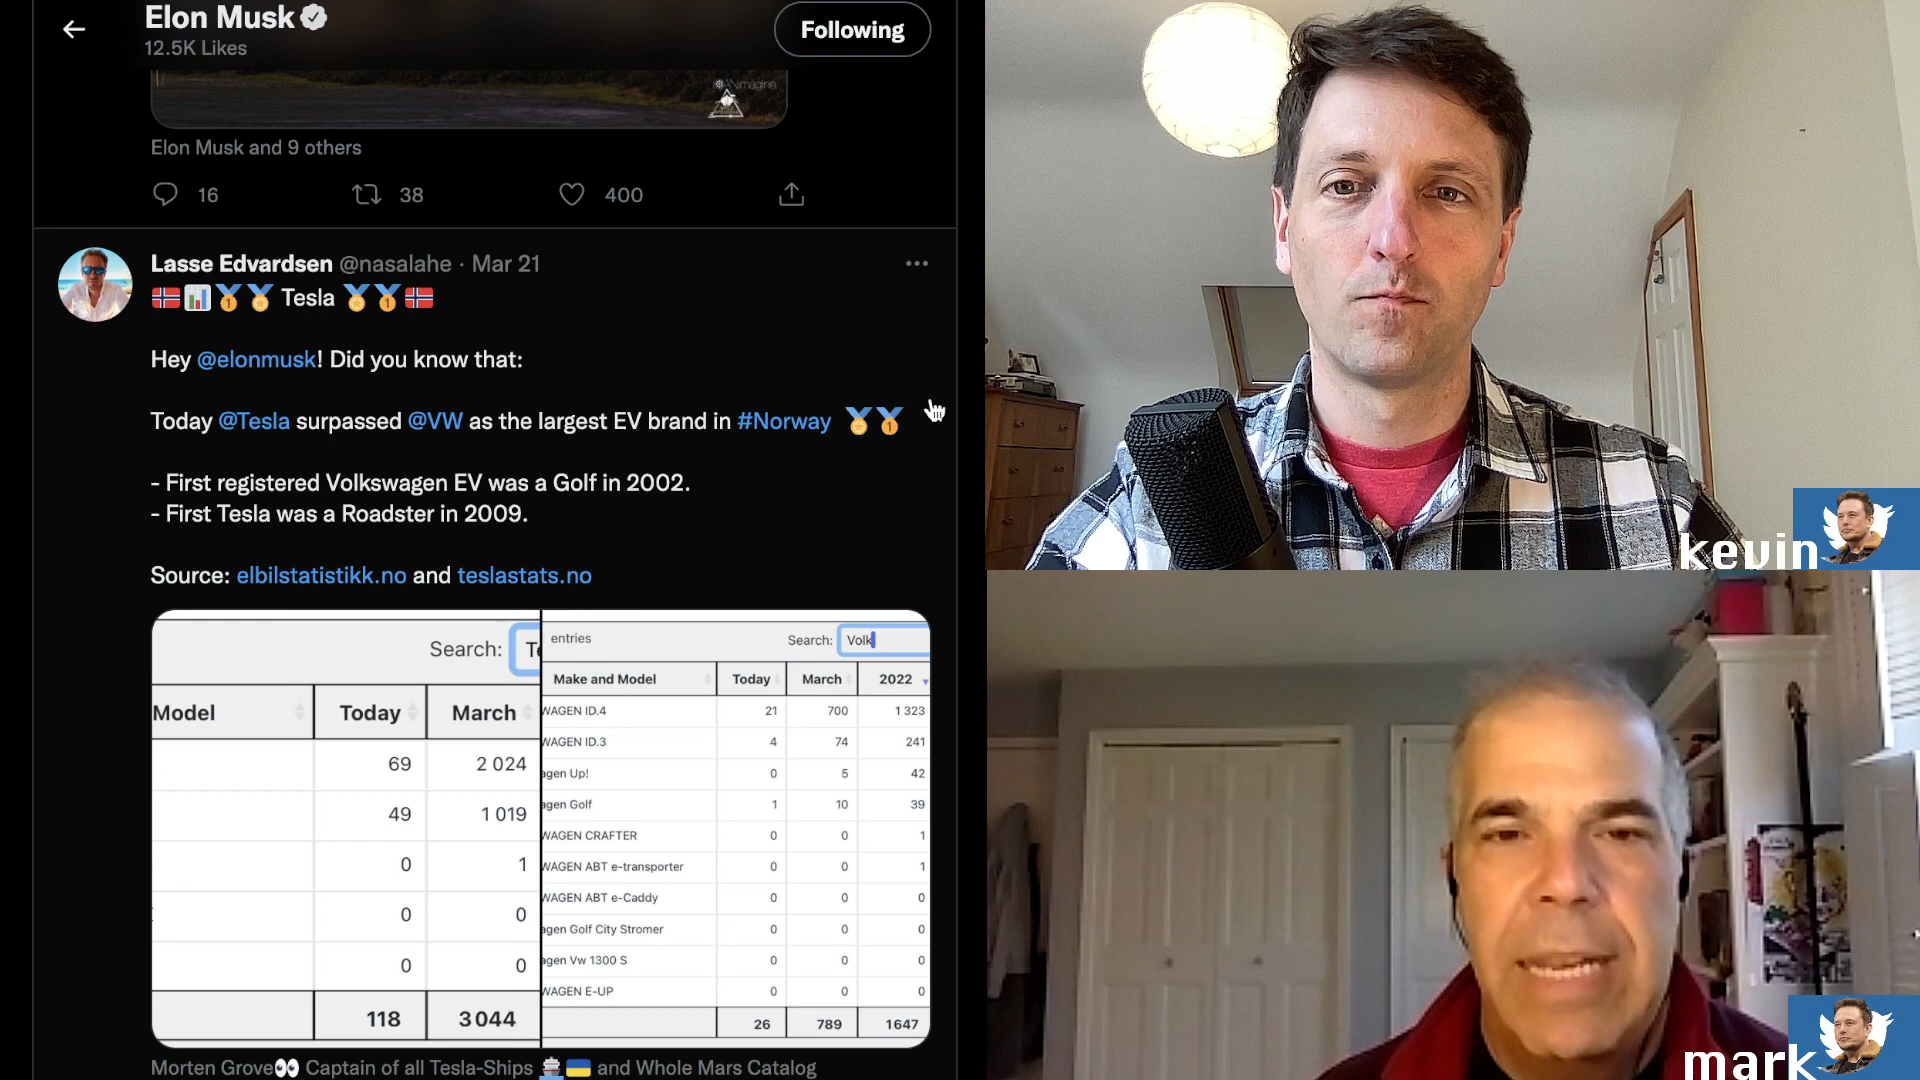 Elon Musk
12.5K Likes
Following
Elon Musk and 9 others
16
38
400
Lasse Edvardsen @nasalahe · Mar 21
Tesla
Hey @elonmusk! Did you know that:
Today @Tesla surpassed @VW as the largest EV brand in #Norway
- First registered Volkswagen EV was a Golf in 2002.
- First Tesla was a Roadster in 2009.
Source: elbilstatistikk.no and teslastats.no
Search: Te
Model Today March
69 2 024
49 1 019
0 1
0 0
0 0
118 3 044
entries Search: Volk
Make and Model Today March 2022
WAGEN ID.4 21 700 1 323
WAGEN ID.3 4 74 241
agen Up! 0 5 42
agen Golf 1 10 39
WAGEN CRAFTER 0 0 1
WAGEN ABT e-transporter 0 0 1
WAGEN ABT e-Caddy 0 0 0
agen Golf City Stromer 0 0 0
agen Vw 1300 S 0 0 0
WAGEN E-UP 0 0 0
26 789 1647
Morten Grove Captain of all Tesla-Ships and Whole Mars Catalog
kevin
mark